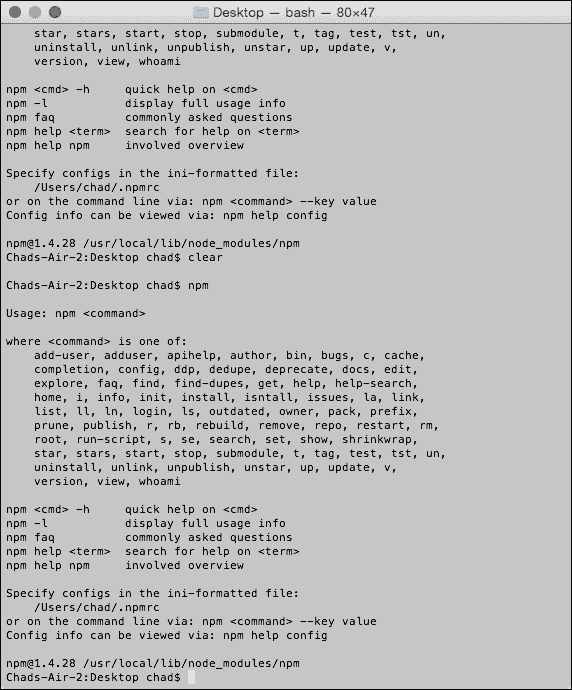 Desktop — bash — 80×47
    star, stars, start, stop, submodule, t, tag, test, tst, un,
    uninstall, unlink, unpublish, unstar, up, update, v,
    version, view, whoami
npm <cmd> -h     quick help on <cmd>
npm -l           display full usage info
npm faq          commonly asked questions
npm help <term>  search for help on <term>
npm help npm     involved overview
Specify configs in the ini-formatted file:
    /Users/chad/.npmrc
or on the command line via: npm <command> --key value
Config info can be viewed via: npm help config
npm@1.4.28 /usr/local/lib/node_modules/npm
Chads-Air-2:Desktop chad$ clear
Chads-Air-2:Desktop chad$ npm
Usage: npm <command>
where <command> is one of:
    add-user, adduser, apihelp, author, bin, bugs, c, cache,
    completion, config, ddp, dedupe, deprecate, docs, edit,
    explore, faq, find, find-dupes, get, help, help-search,
    home, i, info, init, install, isntall, issues, la, link,
    list, ll, ln, login, ls, outdated, owner, pack, prefix,
    prune, publish, r, rb, rebuild, remove, repo, restart, rm,
    root, run-script, s, se, search, set, show, shrinkwrap,
    star, stars, start, stop, submodule, t, tag, test, tst, un,
    uninstall, unlink, unpublish, unstar, up, update, v,
    version, view, whoami
npm <cmd> -h     quick help on <cmd>
npm -l           display full usage info
npm faq          commonly asked questions
npm help <term>  search for help on <term>
npm help npm     involved overview
Specify configs in the ini-formatted file:
    /Users/chad/.npmrc
or on the command line via: npm <command> --key value
Config info can be viewed via: npm help config
npm@1.4.28 /usr/local/lib/node_modules/npm
Chads-Air-2:Desktop chad$